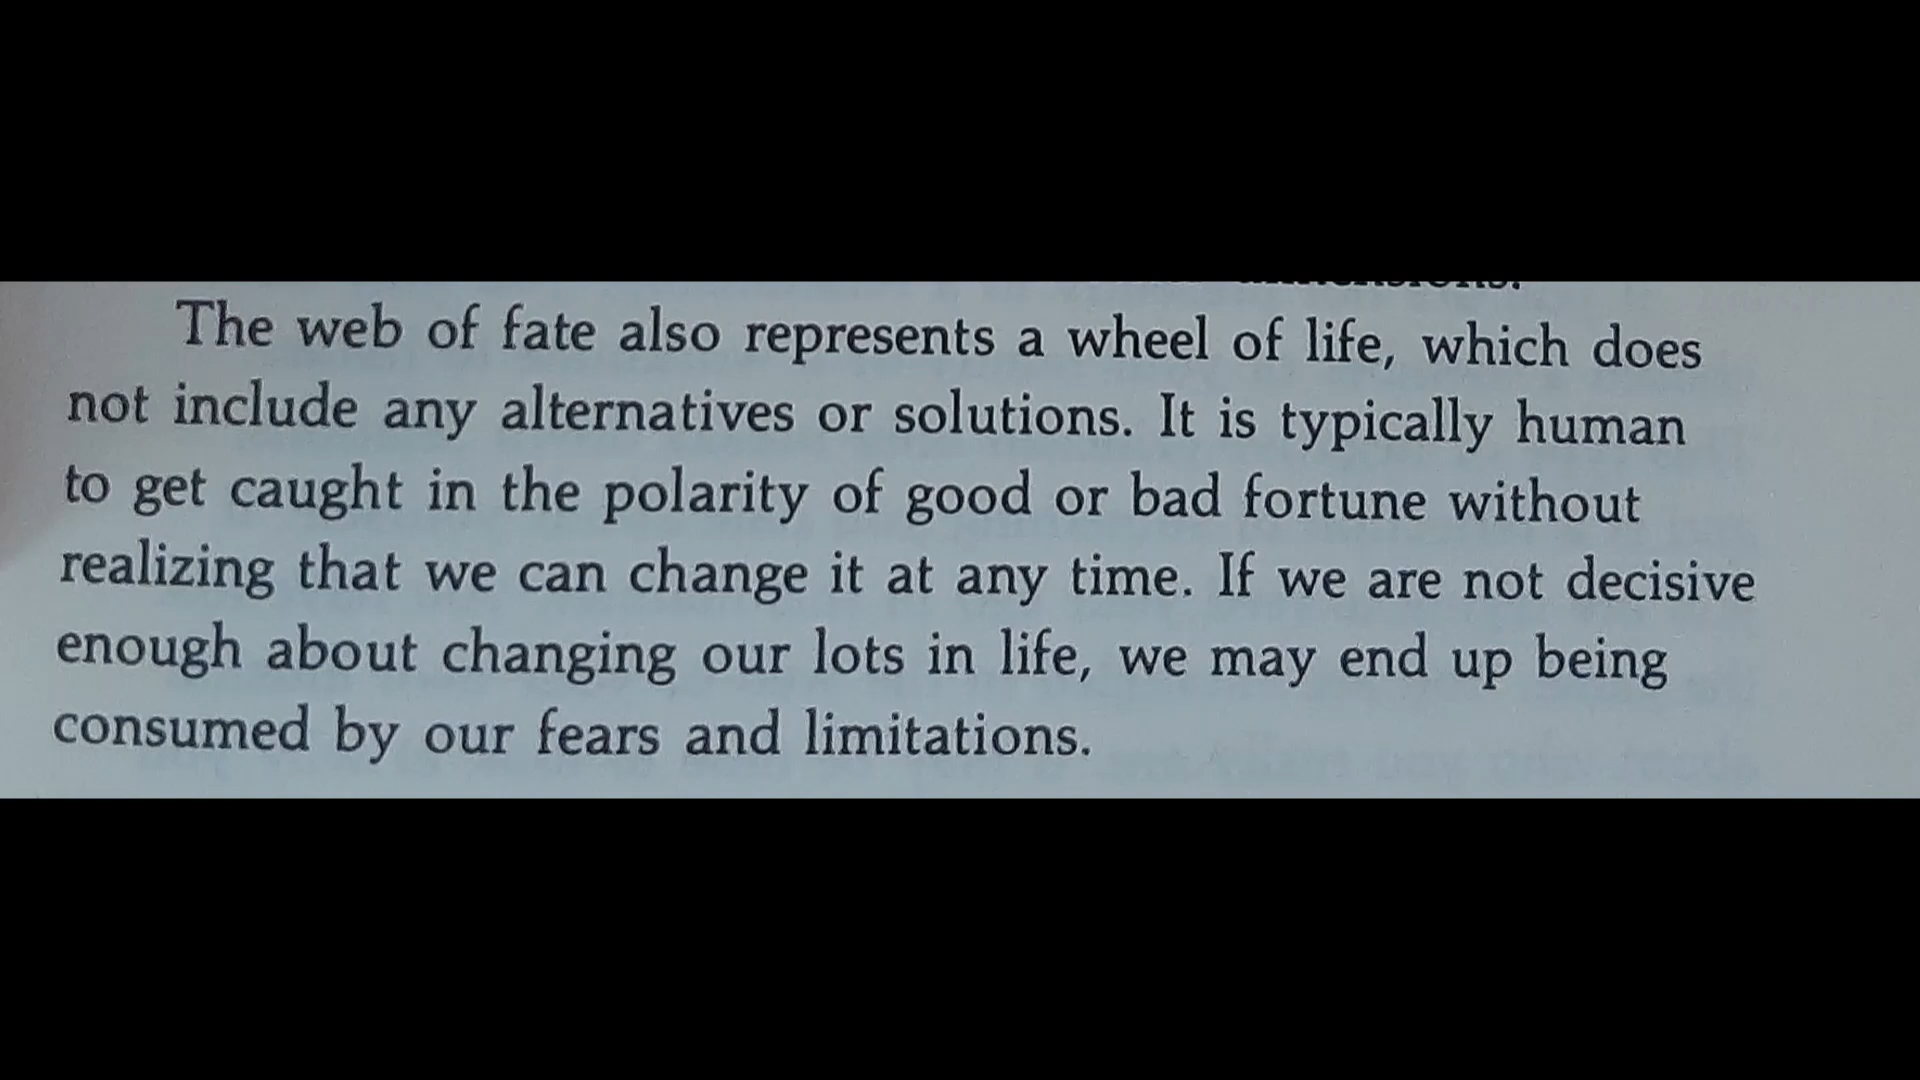 The web of fate also represents a wheel of life, which does
not include any alternatives or solutions. It is typically human
to get caught in the polarity of good or bad fortune without
realizing that we can change it at any time. If we are not decisive
enough about changing our lots in life, we may end up being
consumed by our fears and limitations.